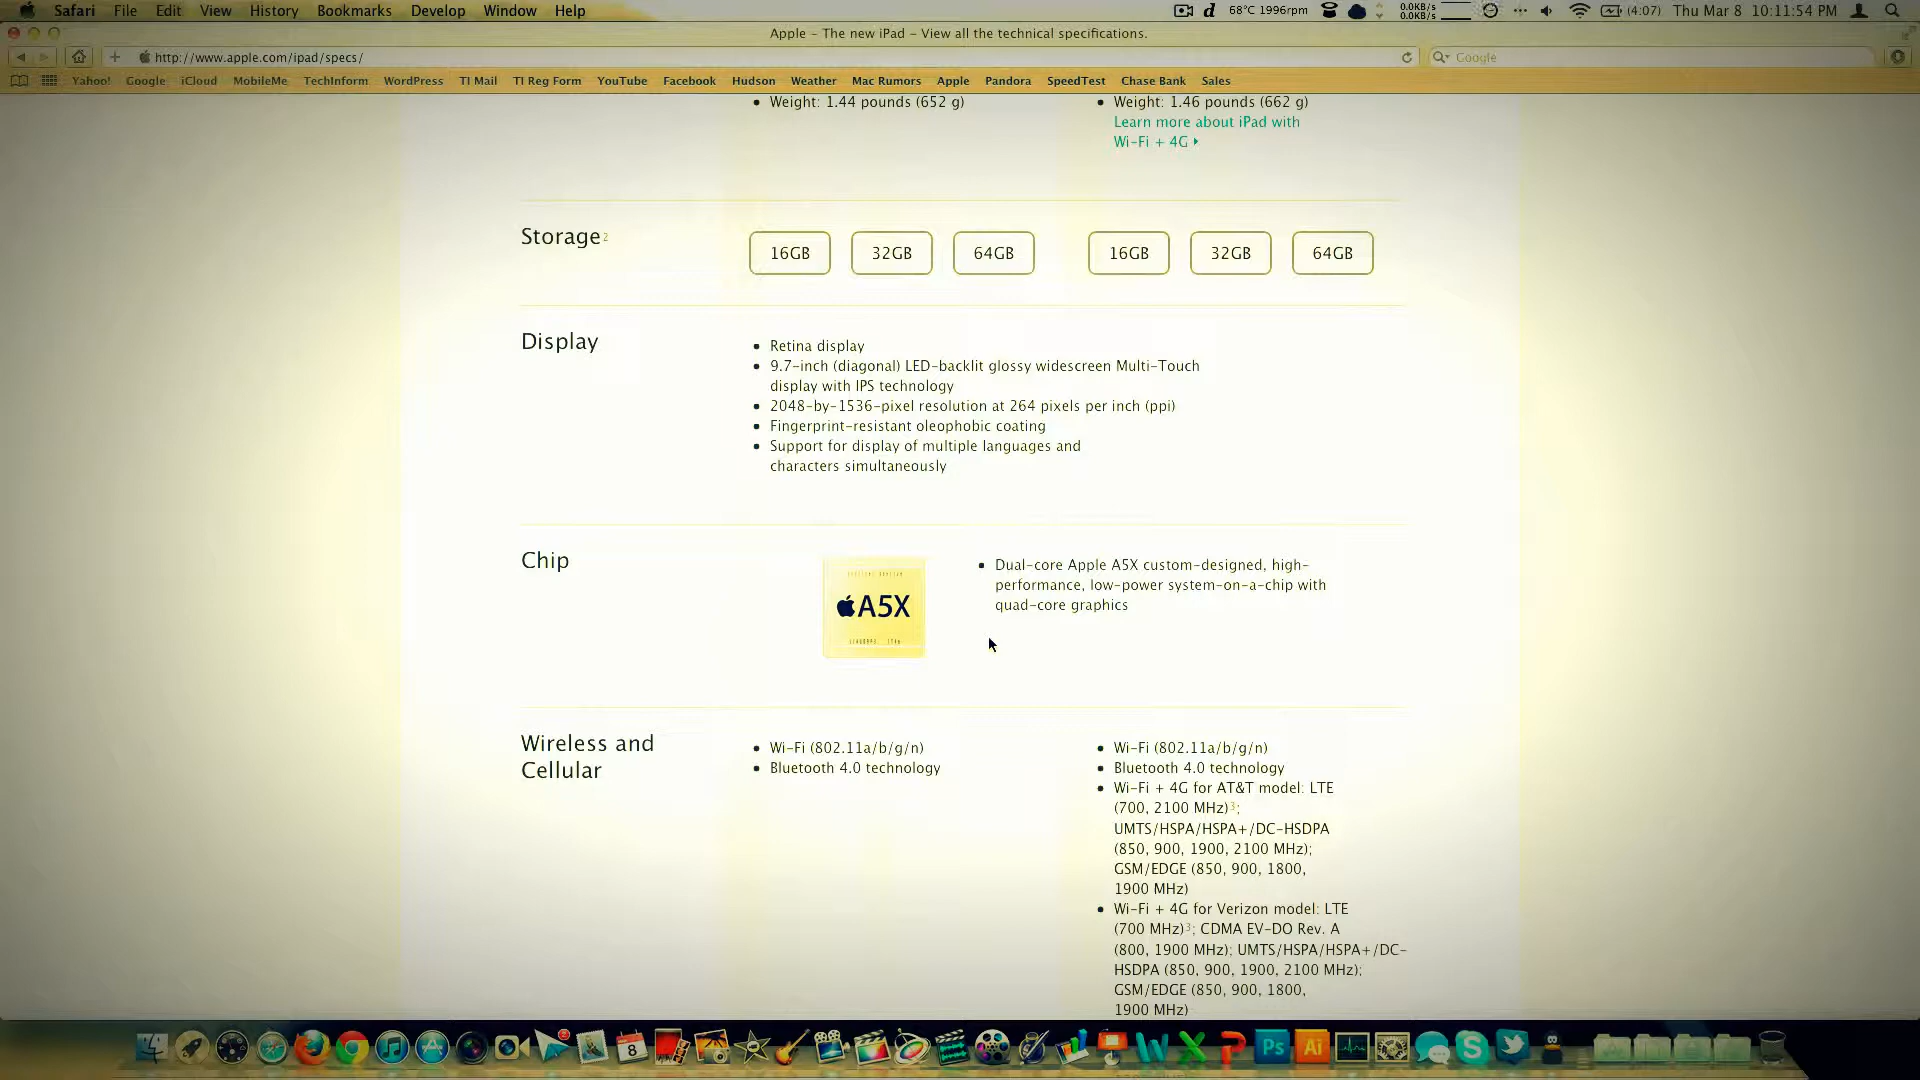 Safari File Edit View History Bookmarks Develop Window Help
d 68°C 1996rpm 0.0KB/s 0.0KB/s (4:07) Thu Mar 8 10:11:54 PM
Apple – The new iPad – View all the technical specifications.
http://www.apple.com/ipad/specs/ Google
Yahoo! Google iCloud MobileMe TechInform WordPress TI Mail TI Reg Form YouTube Facebook Hudson Weather Mac Rumors Apple Pandora SpeedTest Chase Bank Sales
Weight: 1.44 pounds (652 g)
Weight: 1.46 pounds (662 g)
Learn more about iPad with
Wi-Fi + 4G
Storage2
16GB 32GB 64GB 16GB 32GB 64GB
Display
Retina display
9.7-inch (diagonal) LED-backlit glossy widescreen Multi-Touch
display with IPS technology
2048-by-1536-pixel resolution at 264 pixels per inch (ppi)
Fingerprint-resistant oleophobic coating
Support for display of multiple languages and
characters simultaneously
Chip
A5X
Dual-core Apple A5X custom-designed, high-
performance, low-power system-on-a-chip with
quad-core graphics
Wireless and
Cellular
Wi-Fi (802.11a/b/g/n)
Bluetooth 4.0 technology
Wi-Fi (802.11a/b/g/n)
Bluetooth 4.0 technology
Wi-Fi + 4G for AT&T model: LTE
(700, 2100 MHz)3;
UMTS/HSPA/HSPA+/DC-HSDPA
(850, 900, 1900, 2100 MHz);
GSM/EDGE (850, 900, 1800,
1900 MHz)
Wi-Fi + 4G for Verizon model: LTE
(700 MHz)3; CDMA EV-DO Rev. A
(800, 1900 MHz); UMTS/HSPA/HSPA+/DC-
HSDPA (850, 900, 1900, 2100 MHz);
GSM/EDGE (850, 900, 1800,
1900 MHz)
8 Ps Ai